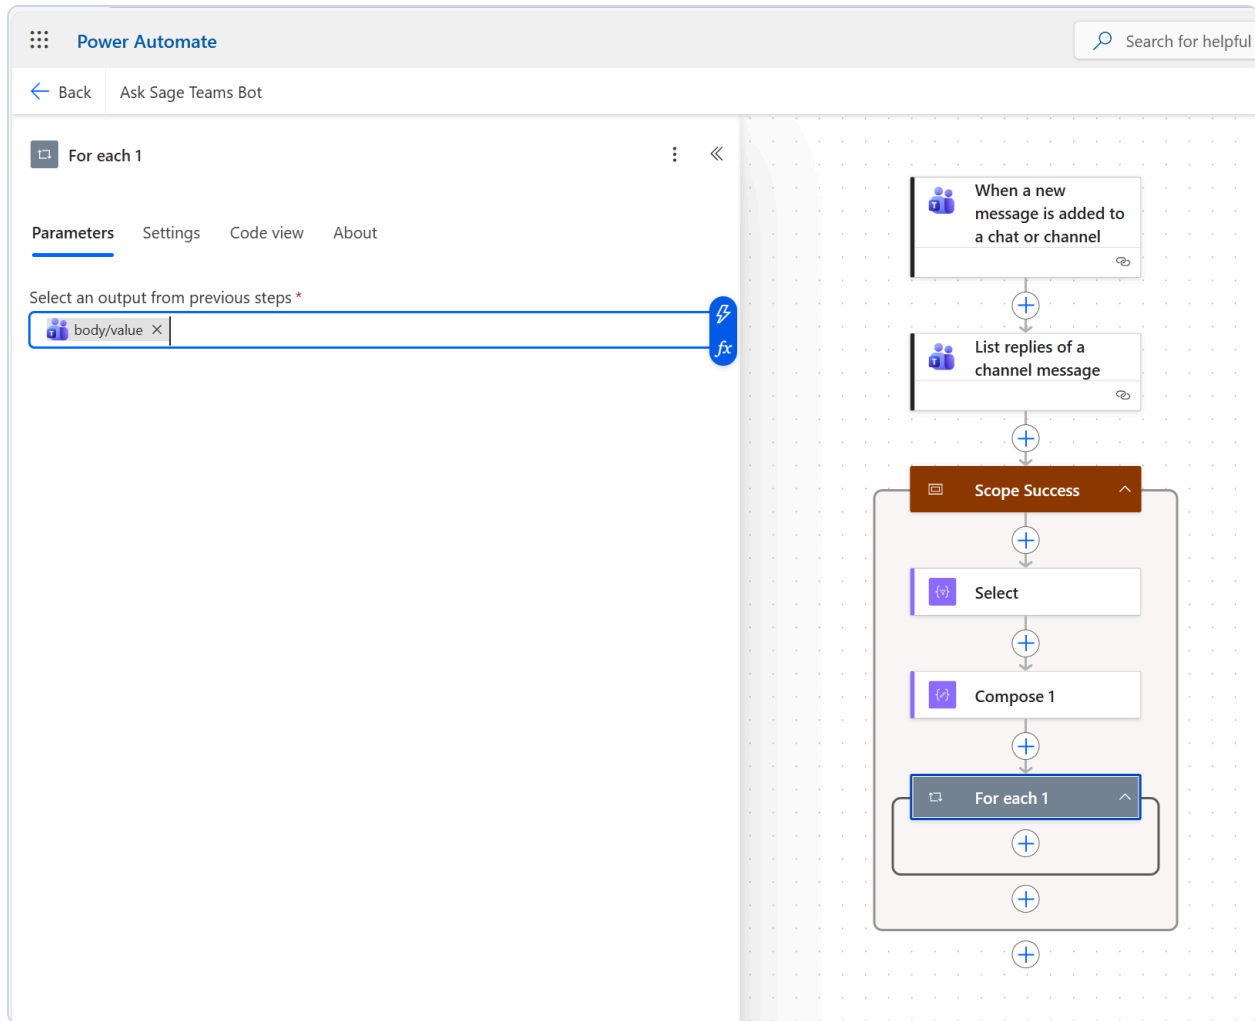 Power Automate
Search for helpful
Back
Ask Sage Teams Bot
For each 1
Parameters
Settings
Code view
About
Select an output from previous steps *
body/value
fx
When a new
message is added to
a chat or channel
List replies of a
channel message
Scope Success
Select
Compose 1
For each 1